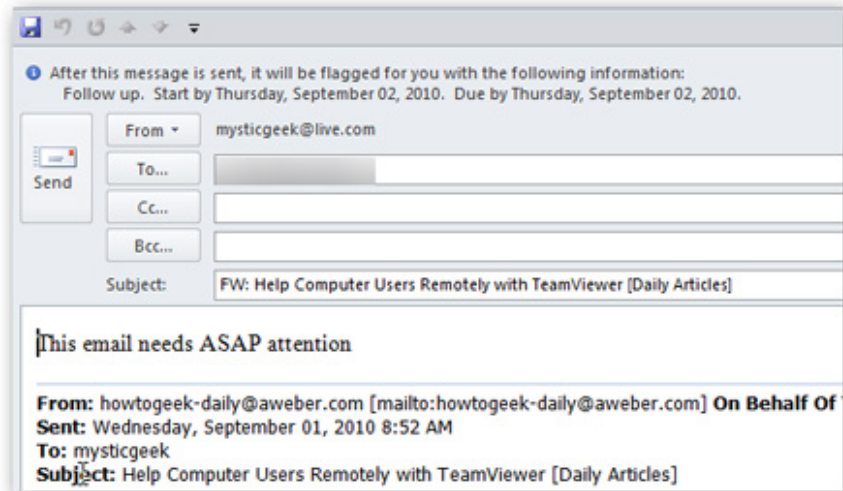 After this message is sent, it will be flagged for you with the following information:
Follow up. Start by Thursday, September 02, 2010. Due by Thursday, September 02, 2010.
From mysticgeek@live.com
Send
To...
Cc...
Bcc...
Subject: FW: Help Computer Users Remotely with TeamViewer [Daily Articles]
This email needs ASAP attention
From: howtogeek-daily@aweber.com [mailto:howtogeek-daily@aweber.com] On Behalf Of
Sent: Wednesday, September 01, 2010 8:52 AM
To: mysticgeek
Subject: Help Computer Users Remotely with TeamViewer [Daily Articles]